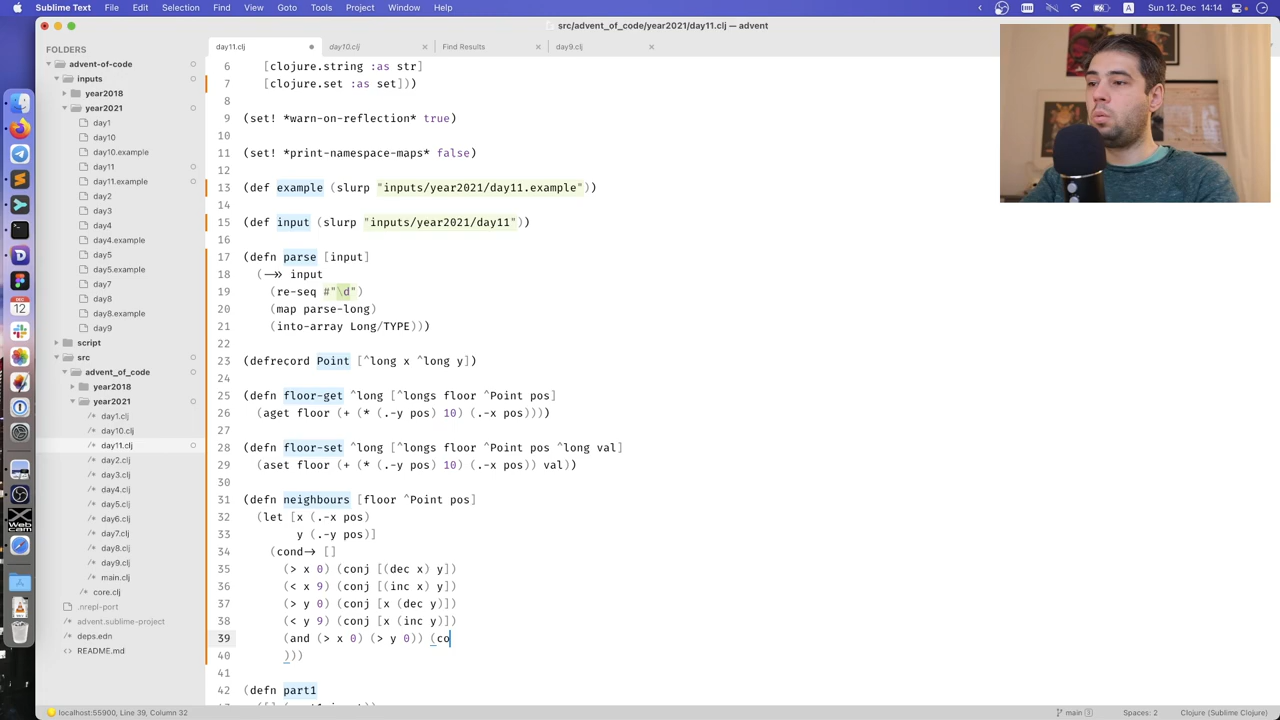 Sublime Text File Edit Selection Find View Goto Tools Project Window Help
src/advent_of_code/year2021/day11.clj — advent
FOLDERS
advent-of-code
inputs
year2018
year2021
day1
day10
day10.example
day11
day11.example
day2
day3
day4
day4.example
day5
day5.example
day7
day8
day8.example
day9
script
src
advent_of_code
year2018
year2021
day1.clj
day10.clj
day11.clj
day2.clj
day3.clj
day4.clj
day5.clj
day6.clj
day7.clj
day8.clj
day9.clj
main.clj
core.clj
.nrepl-port
advent.sublime-project
deps.edn
README.md
day11.clj
day10.clj
Find Results
day9.clj
6 [clojure.string :as str]
7 [clojure.set :as set]))
8
9 (set! *warn-on-reflection* true)
10
11 (set! *print-namespace-maps* false)
12
13 (def example (slurp "inputs/year2021/day11.example"))
14
15 (def input (slurp "inputs/year2021/day11"))
16
17 (defn parse [input]
18 (->> input
19 (re-seq #"\d")
20 (map parse-long)
21 (into-array Long/TYPE)))
22
23 (defrecord Point [^long x ^long y])
24
25 (defn floor-get ^long [^longs floor ^Point pos]
26 (aget floor (+ (* (.-y pos) 10) (.-x pos))))
27
28 (defn floor-set ^long [^longs floor ^Point pos ^long val]
29 (aset floor (+ (* (.-y pos) 10) (.-x pos)) val))
30
31 (defn neighbours [floor ^Point pos]
32 (let [x (.-x pos)
33 y (.-y pos)]
34 (cond-> []
35 (> x 0) (conj [(dec x) y])
36 (< x 9) (conj [(inc x) y])
37 (> y 0) (conj [x (dec y)])
38 (< y 9) (conj [x (inc y)])
39 (and (> x 0) (> y 0)) (co
40 )))
41
42 (defn part1
localhost:55900, Line 39, Column 32
main 3
Spaces: 2
Clojure (Sublime Clojure)
DEC
12
Webcam